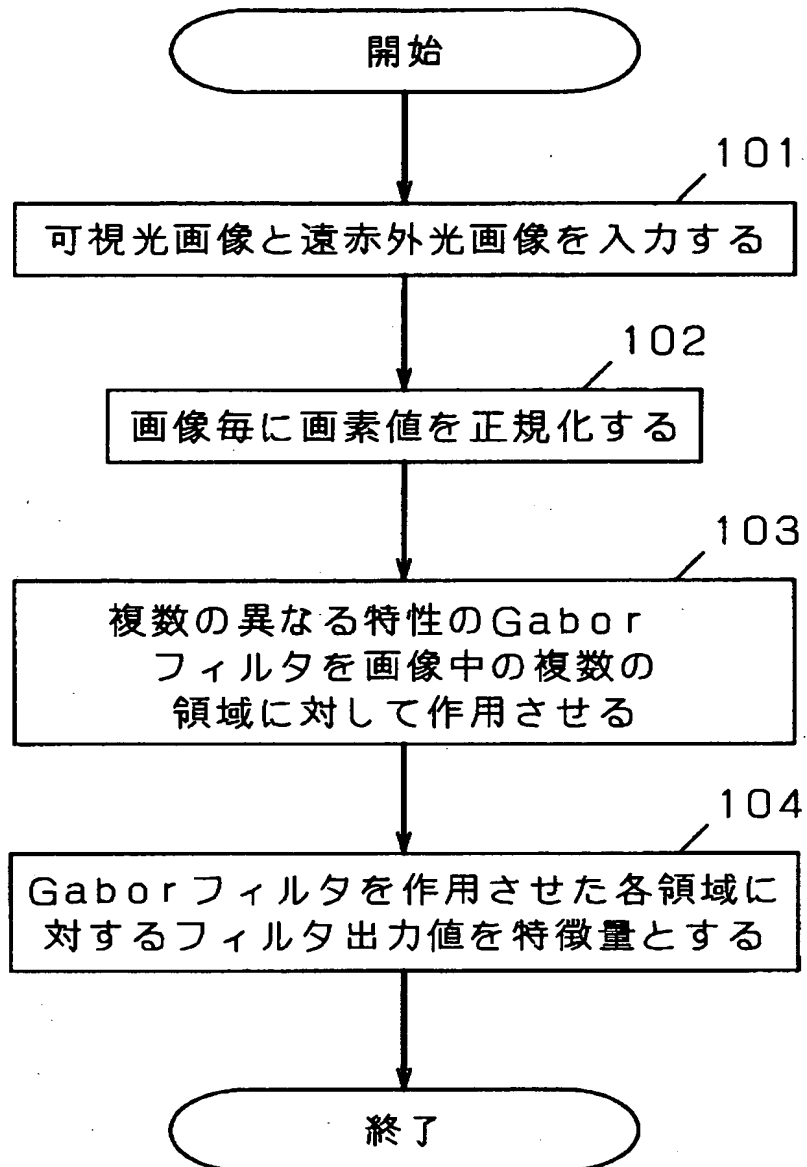 開始
101
可視光画像と遠赤外光画像を入力する
102
画像毎に画素値を正規化する
103
複数の異なる特性のGabor
フィルタを画像中の複数の
領域に対して作用させる
104
Gaborフィルタを作用させた各領域に
対するフィルタ出力値を特徴量とする
終了